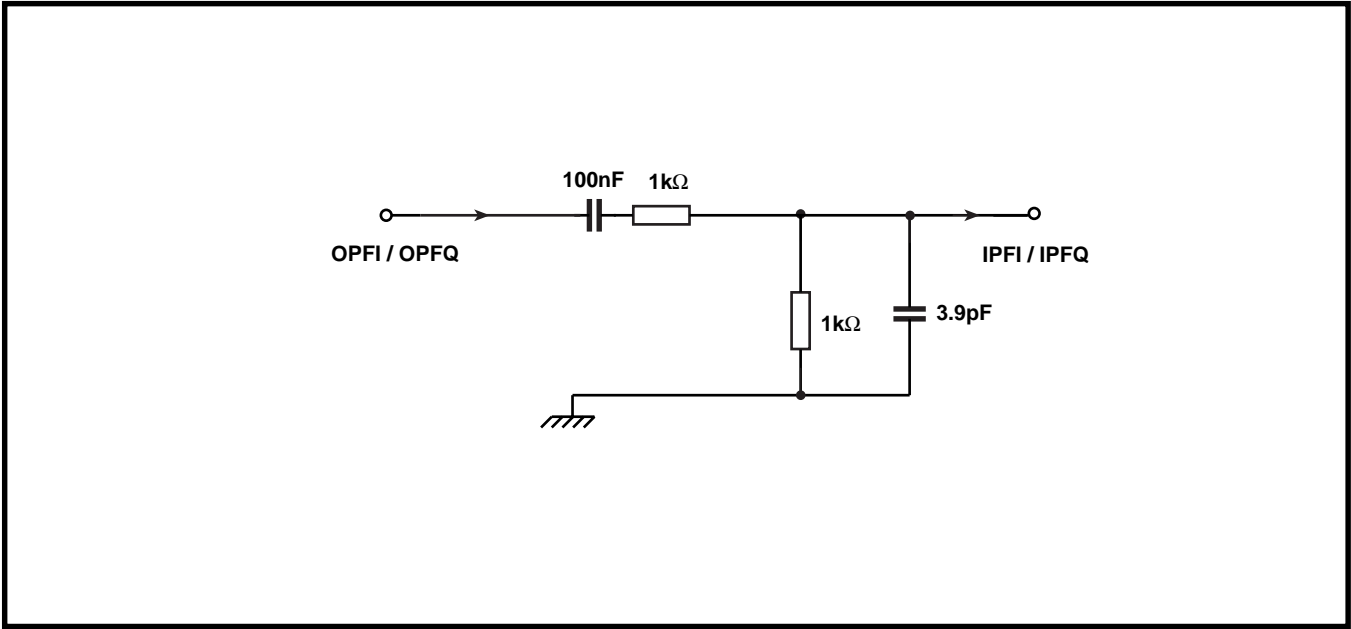 100nF
1kΩ
OPFI / OPFQ
IPFI / IPFQ
1kΩ
3.9pF